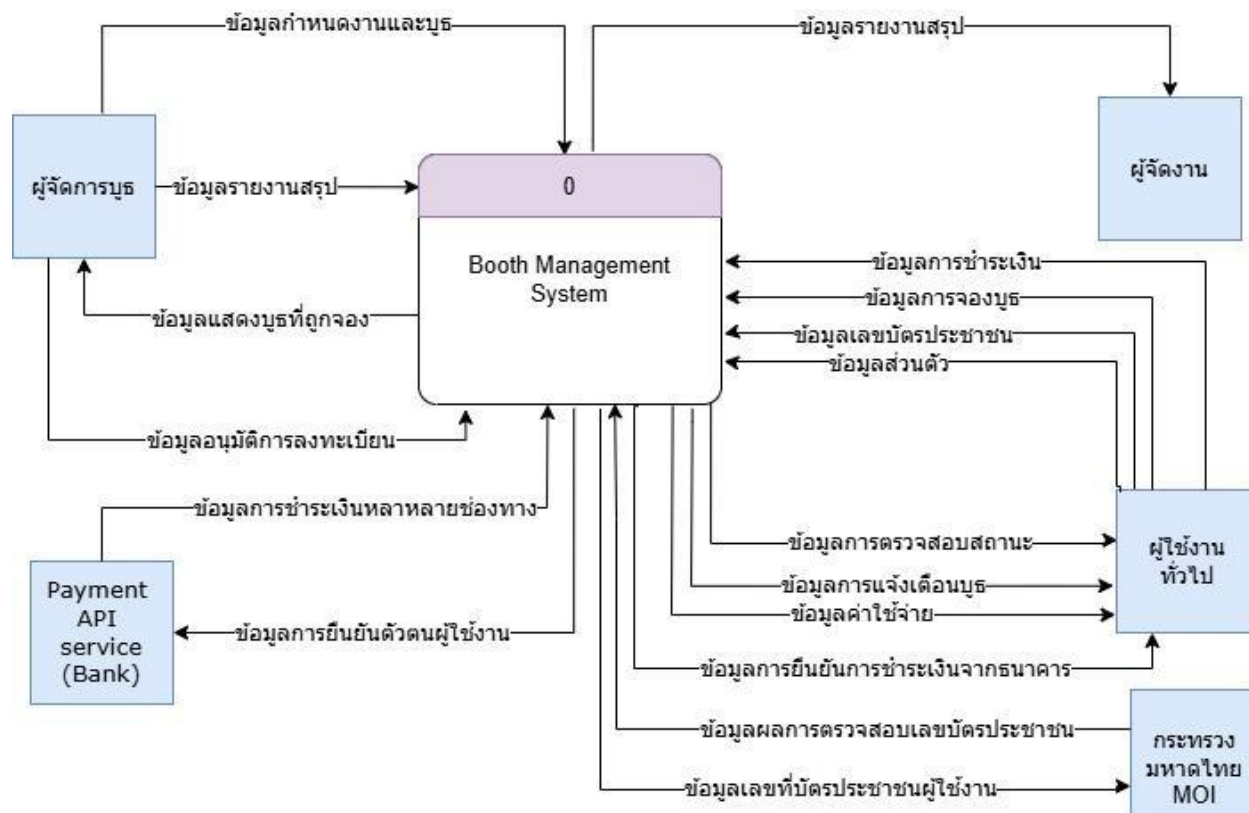 ข้อมูลกำหนดงานและบูธ
ข้อมูลรายงานสรุป
ผู้จัดการบูธ
ข้อมูลรายงานสรุป
0
ผู้จัดงาน
Booth Management
System
ข้อมูลการชำระเงิน
ข้อมูลการจองบูธ
ข้อมูลแสดงบูธที่ถูกจอง
ข้อมูลเลขบัตรประชาชน
ข้อมูลส่วนตัว
ข้อมูลอนุมัติการลงทะเบียน
ข้อมูลการชำระเงินหลาหลายช่องทาง
ข้อมูลการตรวจสอบสถานะ
ผู้ใช้งาน
ทั่วไป
Payment
API
service
(Bank)
ข้อมูลการแจ้งเตือนบูธ
ข้อมูลค่าใช้จ่าย
ข้อมูลการยืนยันตัวตนผู้ใช้งาน
ข้อมูลการยืนยันการชำระเงินจากธนาคาร
ข้อมูลผลการตรวจสอบเลขบัตรประชาชน
กระทรวง
มหาดไทย
MOI
ข้อมูลเลขที่บัตรประชาชนผู้ใช้งาน